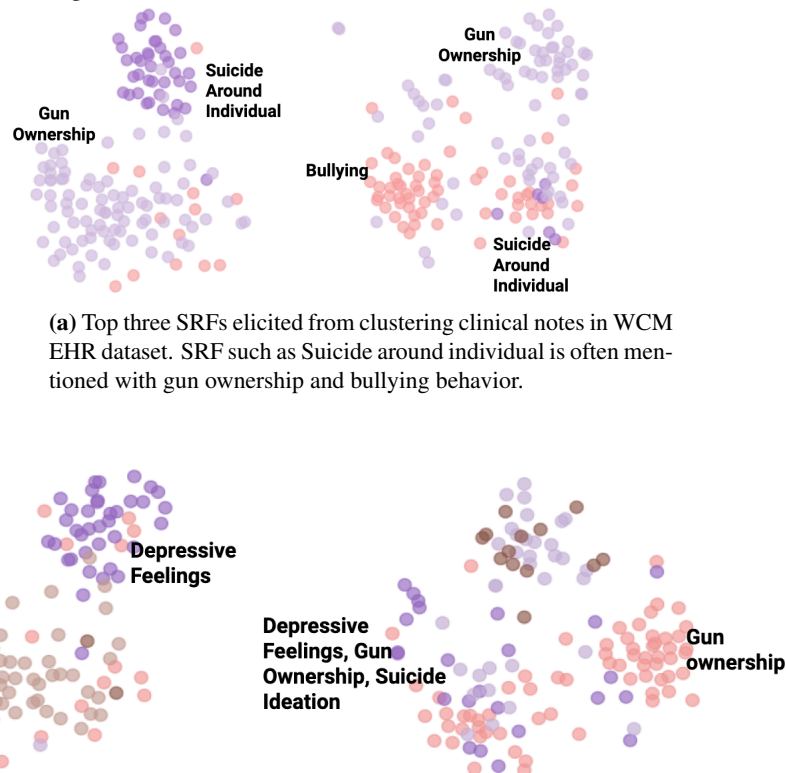 Gun
Ownership
Suicide
Around
Individual
Gun
Ownership
Bullying
Suicide
Around
Individual
(a) Top three SRFs elicited from clustering clinical notes in WCM
EHR dataset. SRF such as Suicide around individual is often men-
tioned with gun ownership and bullying behavior.
Depressive
Feelings
Depressive
Feelings, Gun
Ownership, Suicide
Ideation
Gun
ownership